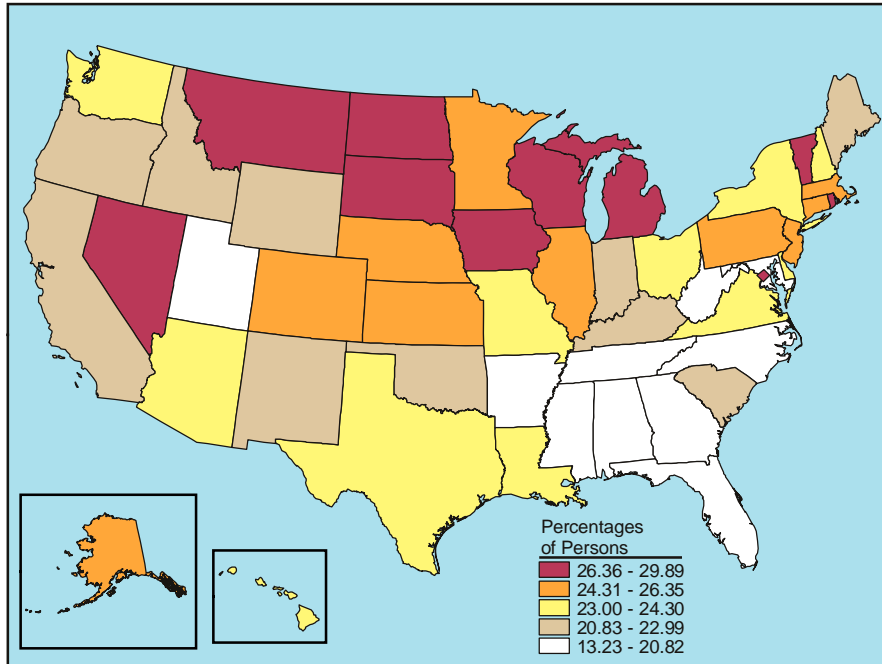 Percentages
of Persons
26.36 - 29.89
24.31 - 26.35
23.00 - 24.30
20.83 - 22.99
13.23 - 20.82